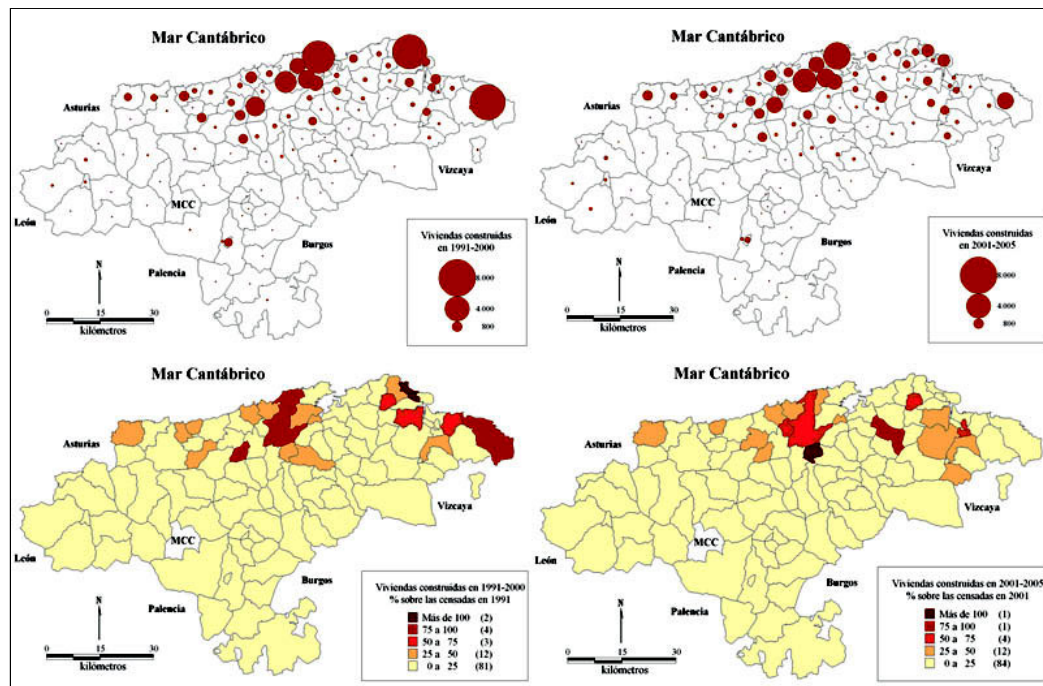 Mar Cantábrico
Asturias
Vizcaya
MCC
León
Burgos
Palencia
N
0 15 30
kilómetros
Viviendas construidas
en 1991-2000
8.000
4.000
800
Mar Cantábrico
Asturias
Vizcaya
MCC
León
Burgos
Palencia
N
0 15 30
kilómetros
Viviendas construidas
en 2001-2005
8.000
4.000
800
Mar Cantábrico
Asturias
Vizcaya
MCC
León
Burgos
Palencia
N
0 15 30
kilómetros
Viviendas construidas en 1991-2000
% sobre las censadas en 1991
Más de 100 (2)
75 a 100 (4)
50 a 75 (3)
25 a 50 (12)
0 a 25 (81)
Mar Cantábrico
Asturias
Vizcaya
MCC
León
Burgos
Palencia
N
0 15 30
kilómetros
Viviendas construidas en 2001-2005
% sobre las censadas en 2001
Más de 100 (1)
75 a 100 (1)
50 a 75 (4)
25 a 50 (12)
0 a 25 (84)